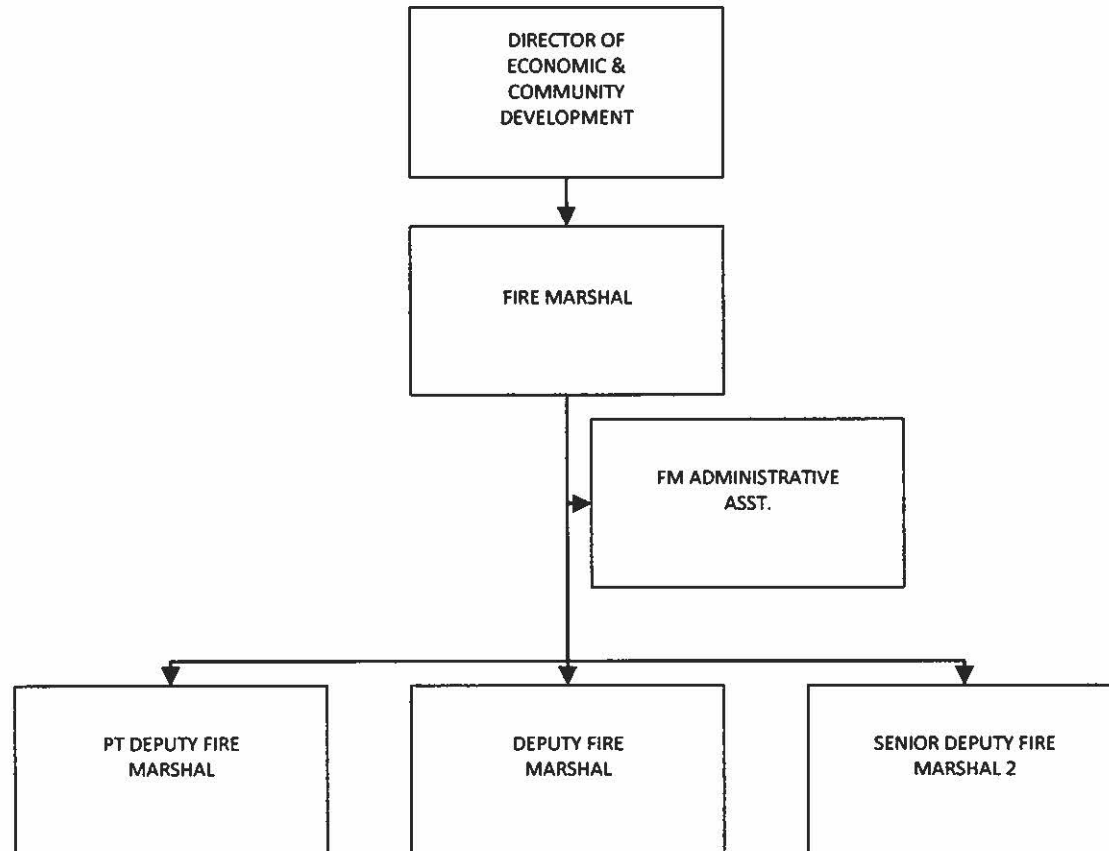 DIRECTOR OF
ECONOMIC &
COMMUNITY
DEVELOPMENT
FIRE MARSHAL
FM ADMINISTRATIVE
ASST.
PT DEPUTY FIRE
MARSHAL
DEPUTY FIRE
MARSHAL
SENIOR DEPUTY FIRE
MARSHAL 2